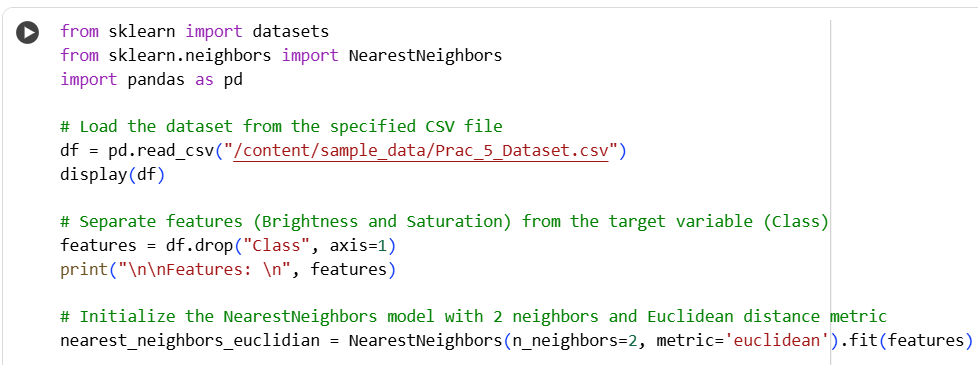 from sklearn import datasets
from sklearn.neighbors import NearestNeighbors
import pandas as pd
# Load the dataset from the specified CSV file
df = pd.read_csv("/content/sample_data/Prac_5_Dataset.csv")
display(df)
# Separate features (Brightness and Saturation) from the target variable (Class)
features = df.drop("Class", axis=1)
print("\n\nFeatures: \n", features)
# Initialize the NearestNeighbors model with 2 neighbors and Euclidean distance metric
nearest_neighbors_euclidian = NearestNeighbors(n_neighbors=2, metric='euclidean').fit(features)